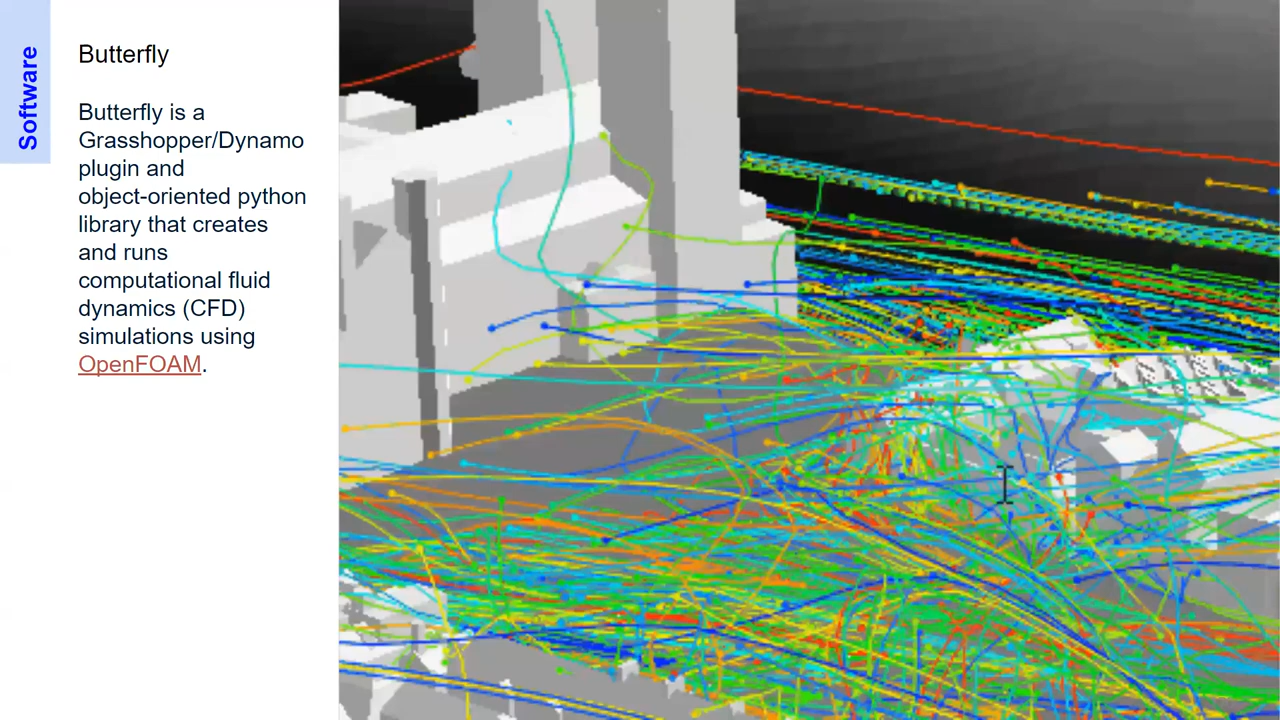 Software
Butterfly
Butterfly is a
Grasshopper/Dynamo
plugin and
object-oriented python
library that creates
and runs
computational fluid
dynamics (CFD)
simulations using
OpenFOAM.